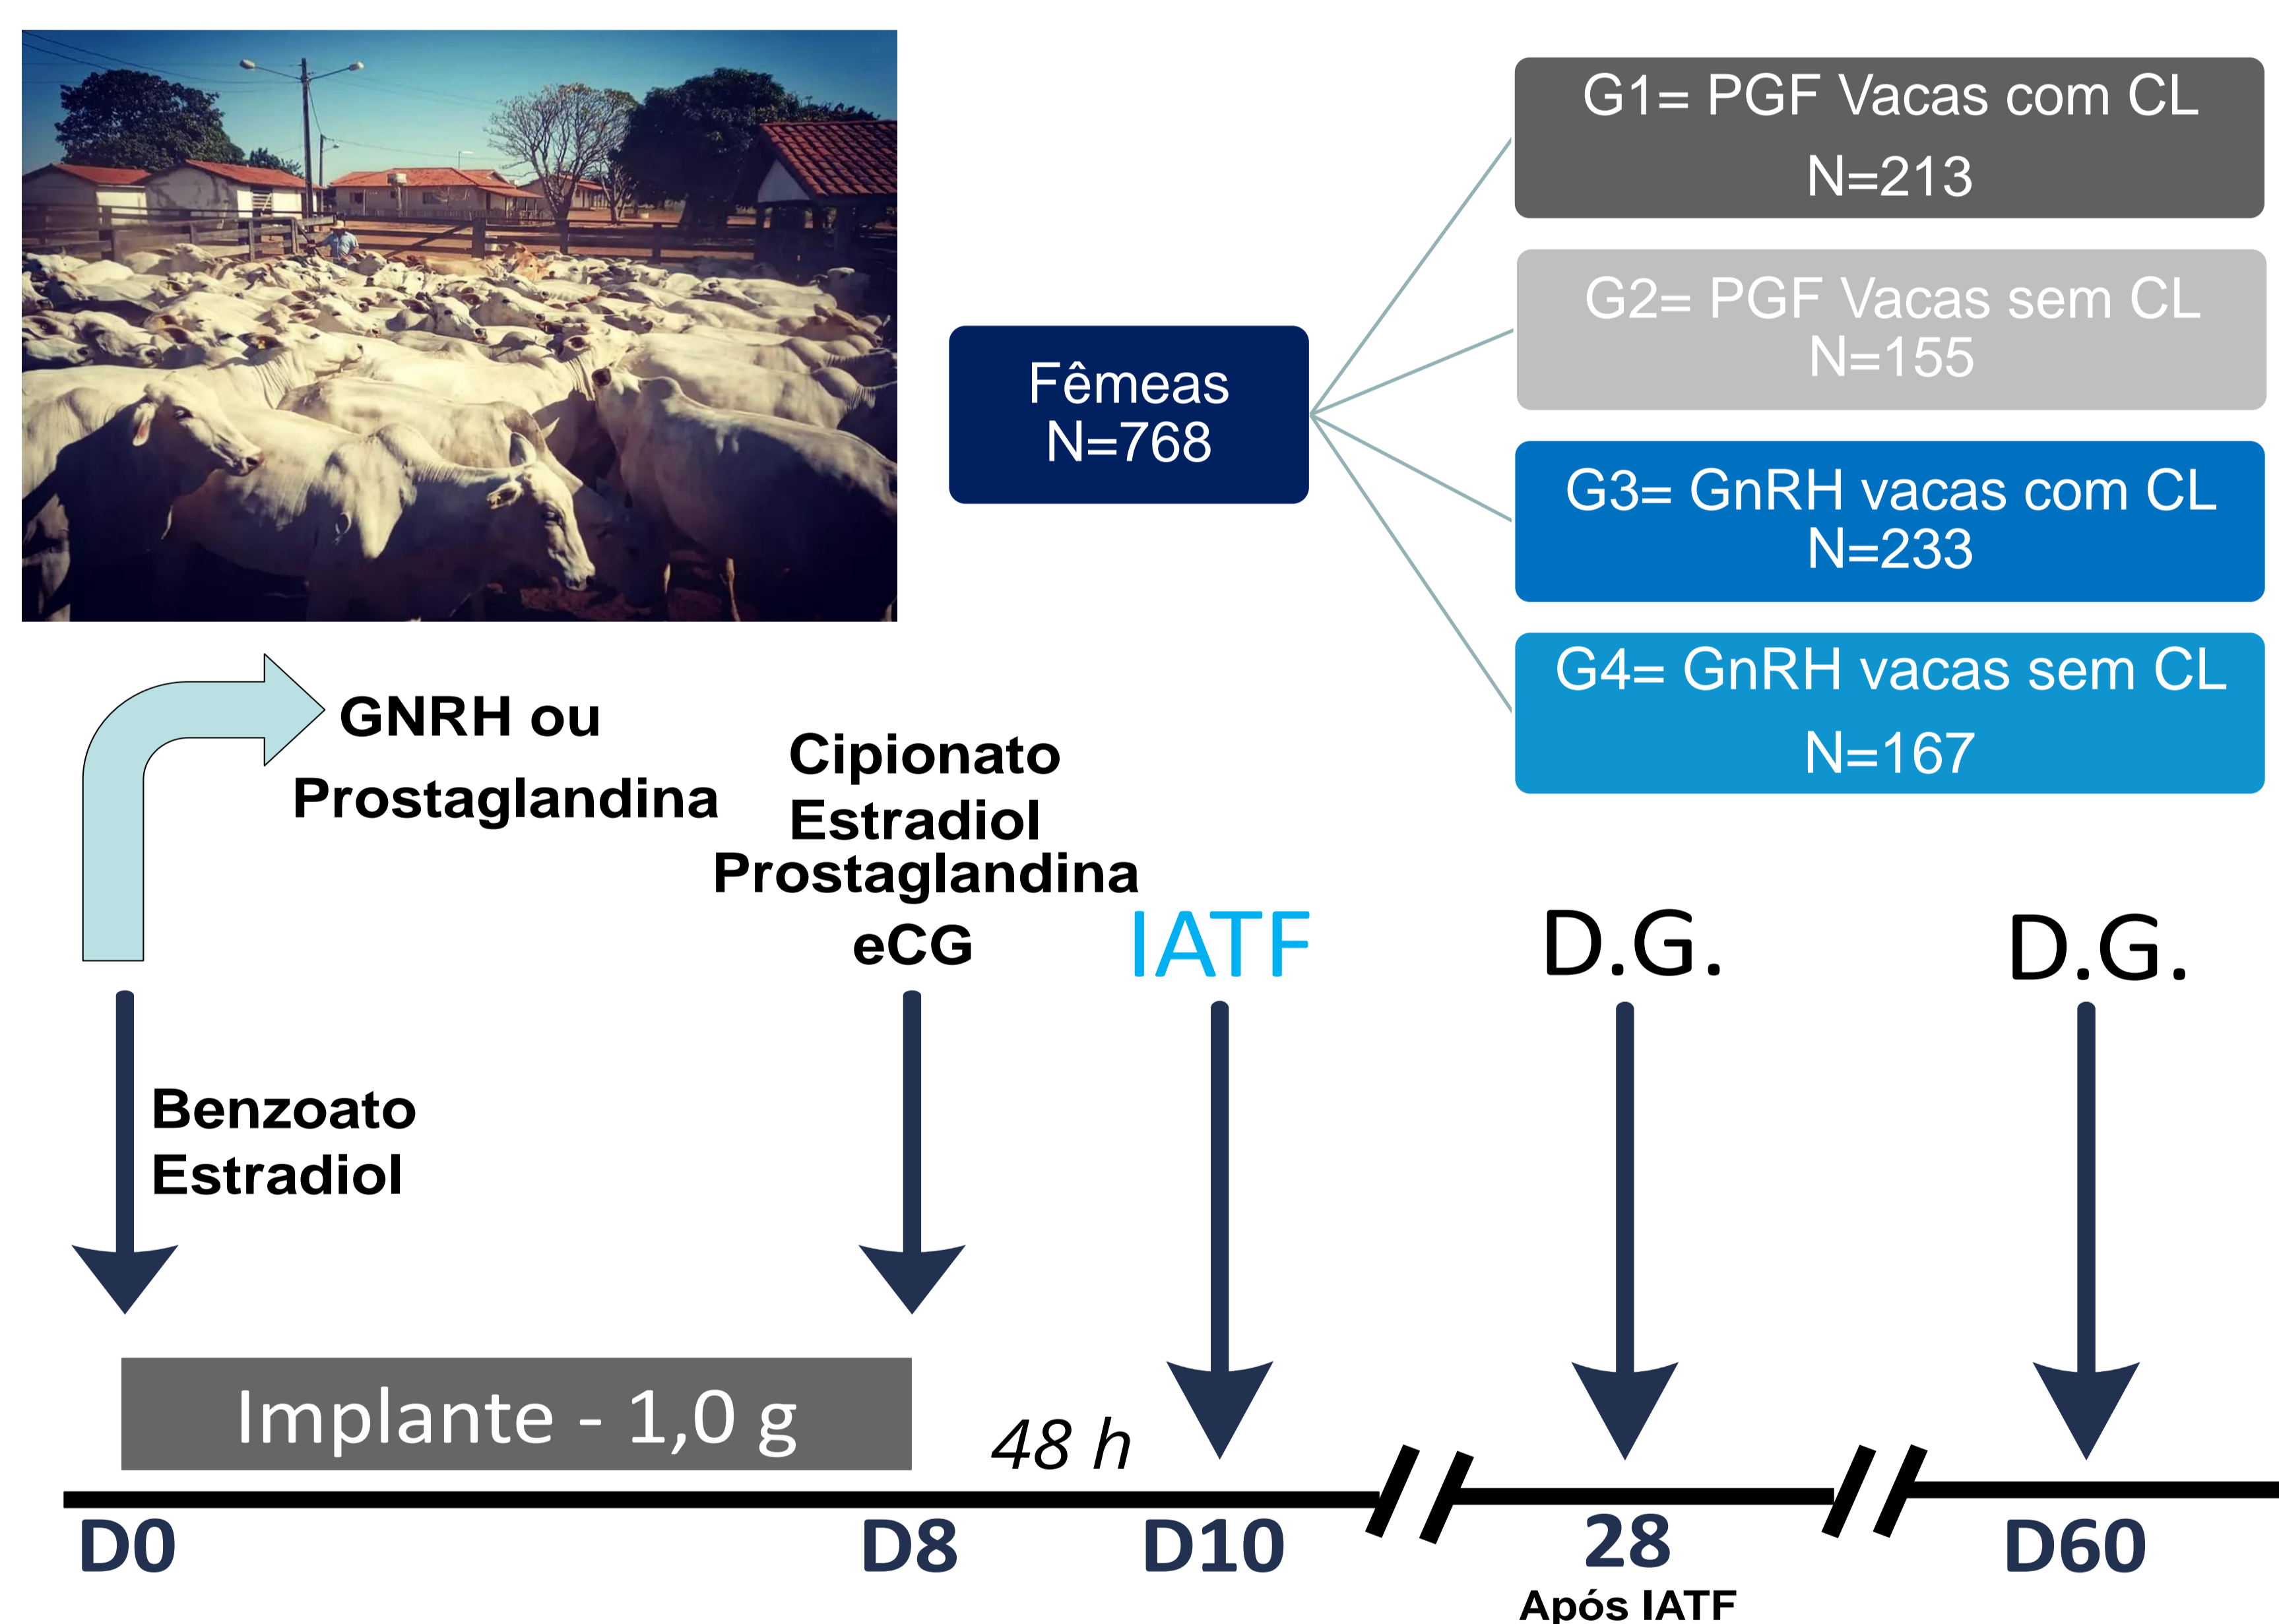 G1= PGF Vacas com CL
N=213
G2= PGF Vacas sem CL
N=155
Fêmeas
N=768
G3= GnRH vacas com CL
N=233
G4= GnRH vacas sem CL
N=167
GNRH ou
Prostaglandina
Cipionato
Estradiol
Prostaglandina
eCG
IATF
D.G.
D.G.
Benzoato
Estradiol
Implante - 1,0 g
48 h
D0
D8
D10
28
Após IATF
D60